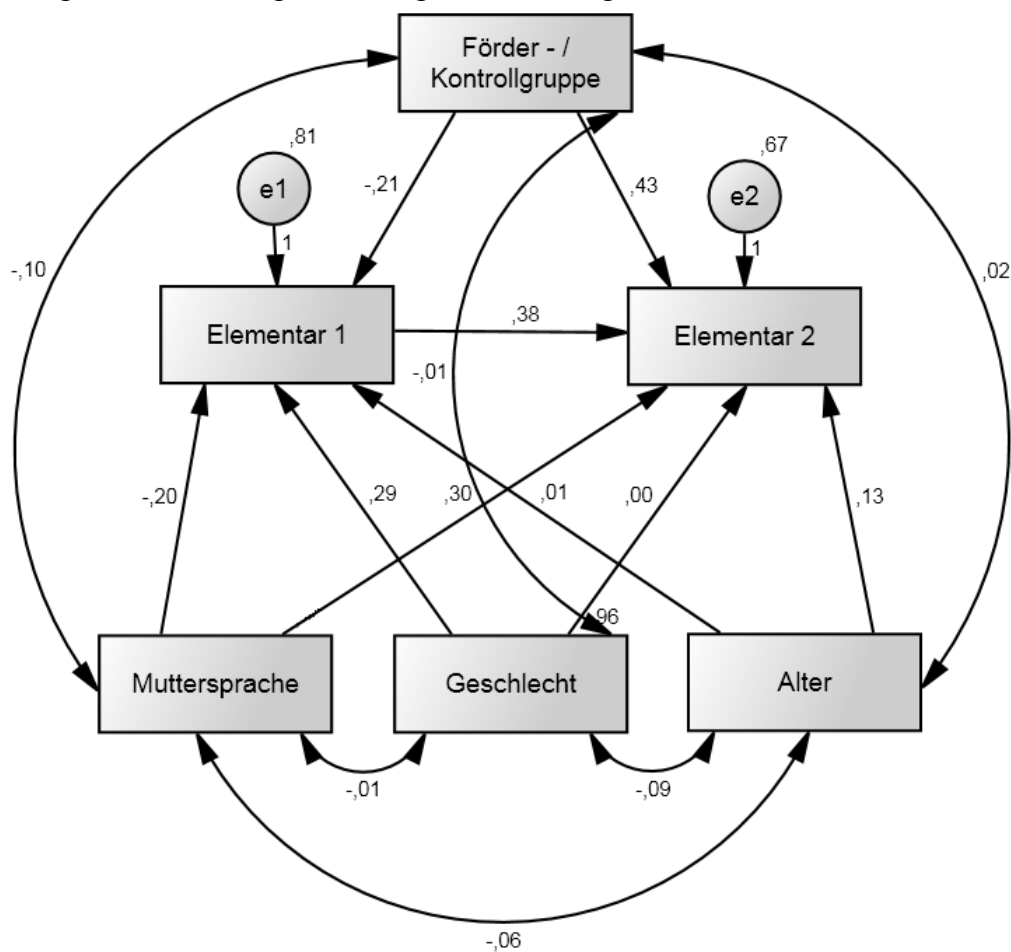 Förder - /
Kontrollgruppe
,81
,67
e1
-,21
,43
e2
1
1
-,10
,02
Elementar 1
,38
Elementar 2
-,01
-,20
,29
,30
,01
,00
,13
,96
Muttersprache
Geschlecht
Alter
-,01
-,09
-,06